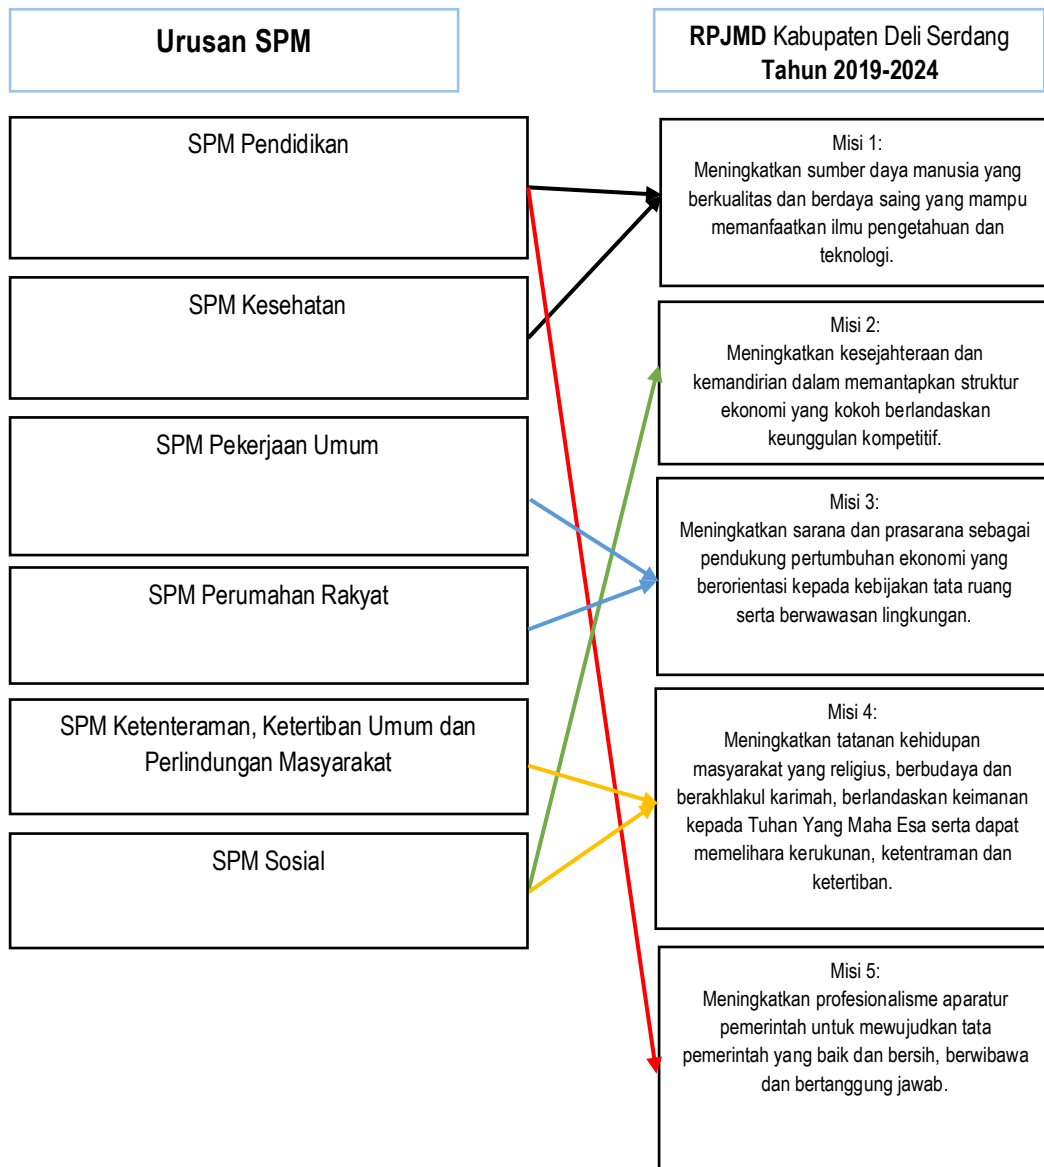 Urusan SPM
RPJMD Kabupaten Deli Serdang
Tahun 2019-2024
SPM Pendidikan
SPM Kesehatan
SPM Pekerjaan Umum
SPM Perumahan Rakyat
SPM Ketenteraman, Ketertiban Umum dan
Perlindungan Masyarakat
SPM Sosial
Misi 1:
Meningkatkan sumber daya manusia yang
berkualitas dan berdaya saing yang mampu
memanfaatkan ilmu pengetahuan dan
teknologi.
Misi 2:
Meningkatkan kesejahteraan dan
kemandirian dalam memantapkan struktur
ekonomi yang kokoh berlandaskan
keunggulan kompetitif.
Misi 3:
Meningkatkan sarana dan prasarana sebagai
pendukung pertumbuhan ekonomi yang
berorientasi kepada kebijakan tata ruang
serta berwawasan lingkungan.
Misi 4:
Meningkatkan tatanan kehidupan
masyarakat yang religius, berbudaya dan
berakhlakul karimah, berlandaskan keimanan
kepada Tuhan Yang Maha Esa serta dapat
memelihara kerukunan, ketentraman dan
ketertiban.
Misi 5:
Meningkatkan profesionalisme aparatur
pemerintah untuk mewujudkan tata
pemerintah yang baik dan bersih, berwibawa
dan bertanggung jawab.